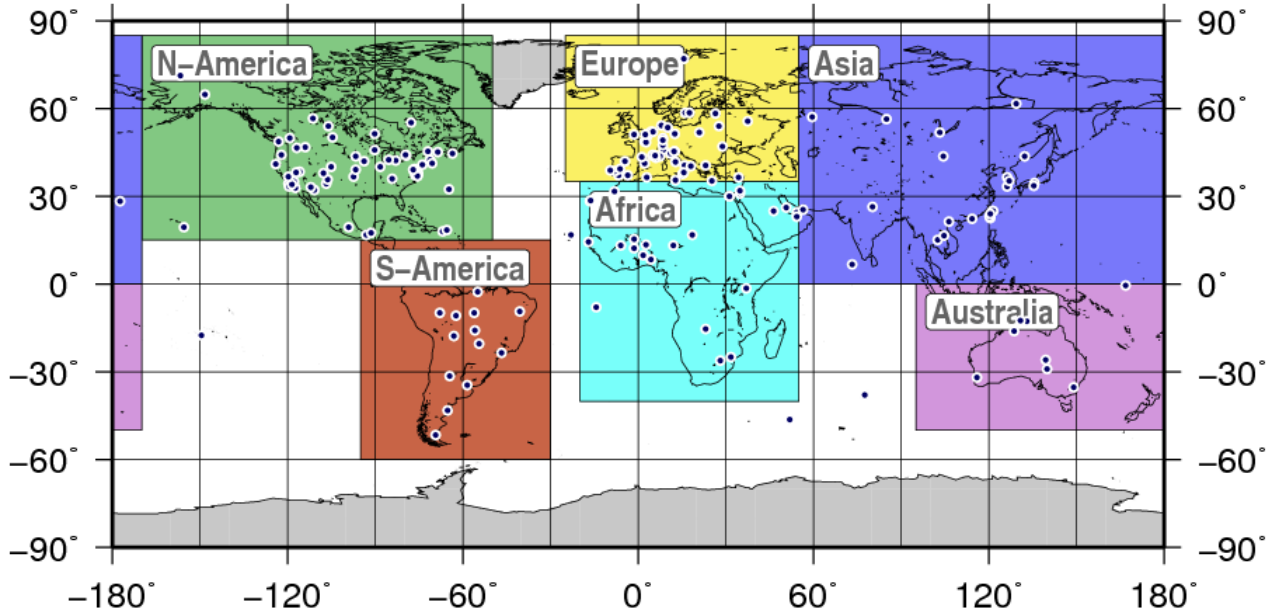 90° 90°
N−America Europe Asia
60° 60°
30° 30°
Africa
S−America
0° 0°
Australia
−30° −30°
−60° −60°
−90° −90°
−180° −120° −60° 0° 60° 120° 180°